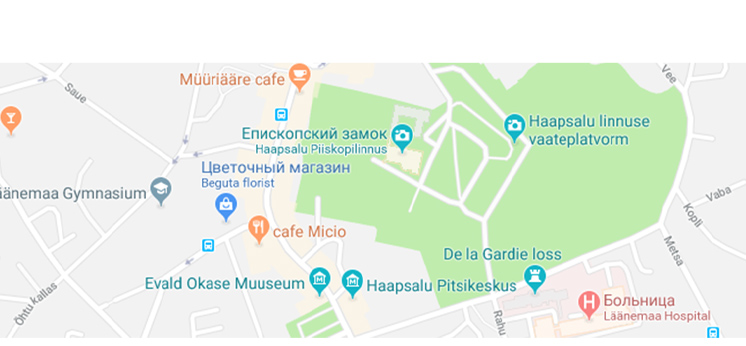 Müüriääre cafe
Vee
Saue
Haapsalu linnuse
vaateplatvorm
Епископский замок
Haapsalu Piiskopilinnus
Цветочный магазин
Beguta florist
äänemaa Gymnasium
Vaba
Kopli
cafe Micio
Metsa
De la Gardie loss
Evald Okase Muuseum
Haapsalu Pitsikeskus
Õhtu kallas
Больница
Läänemaa Hospital
Rahu